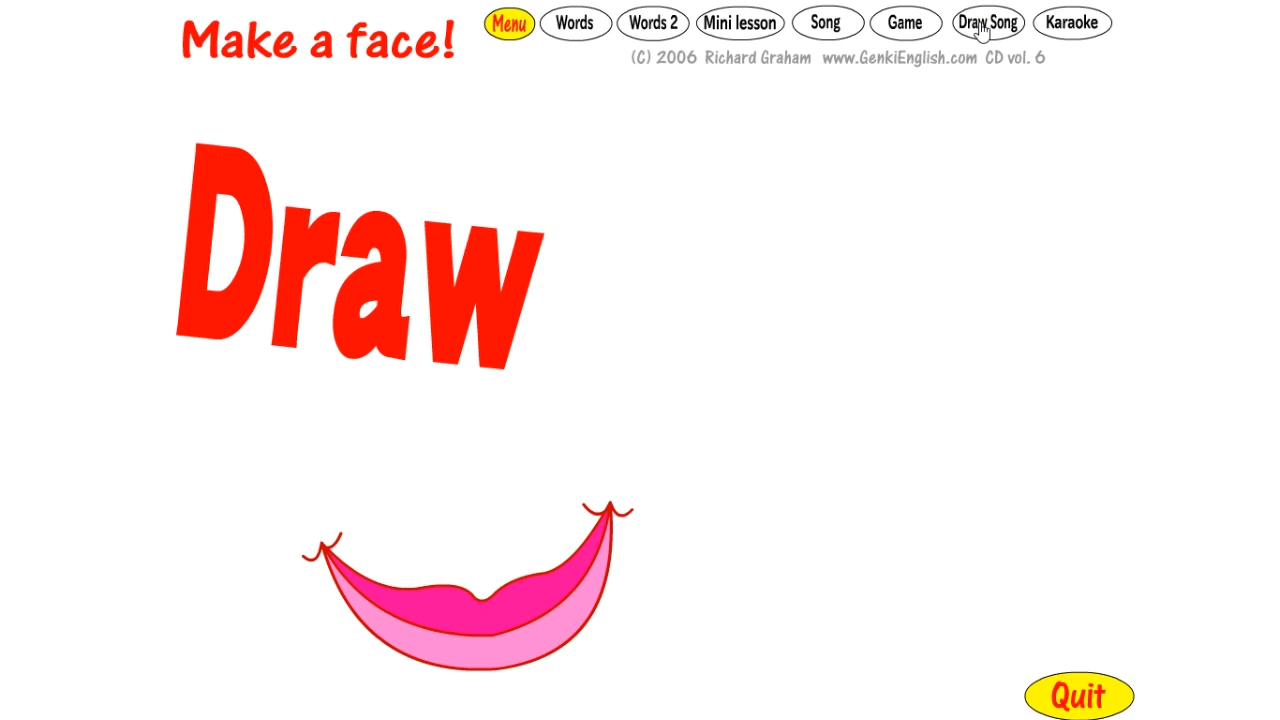 Make a face!
Menu Words Words 2 Mini lesson Song Game Draw Song Karaoke
(C) 2006 Richard Graham www.GenkiEnglish.com CD vol. 6
Draw
Quit